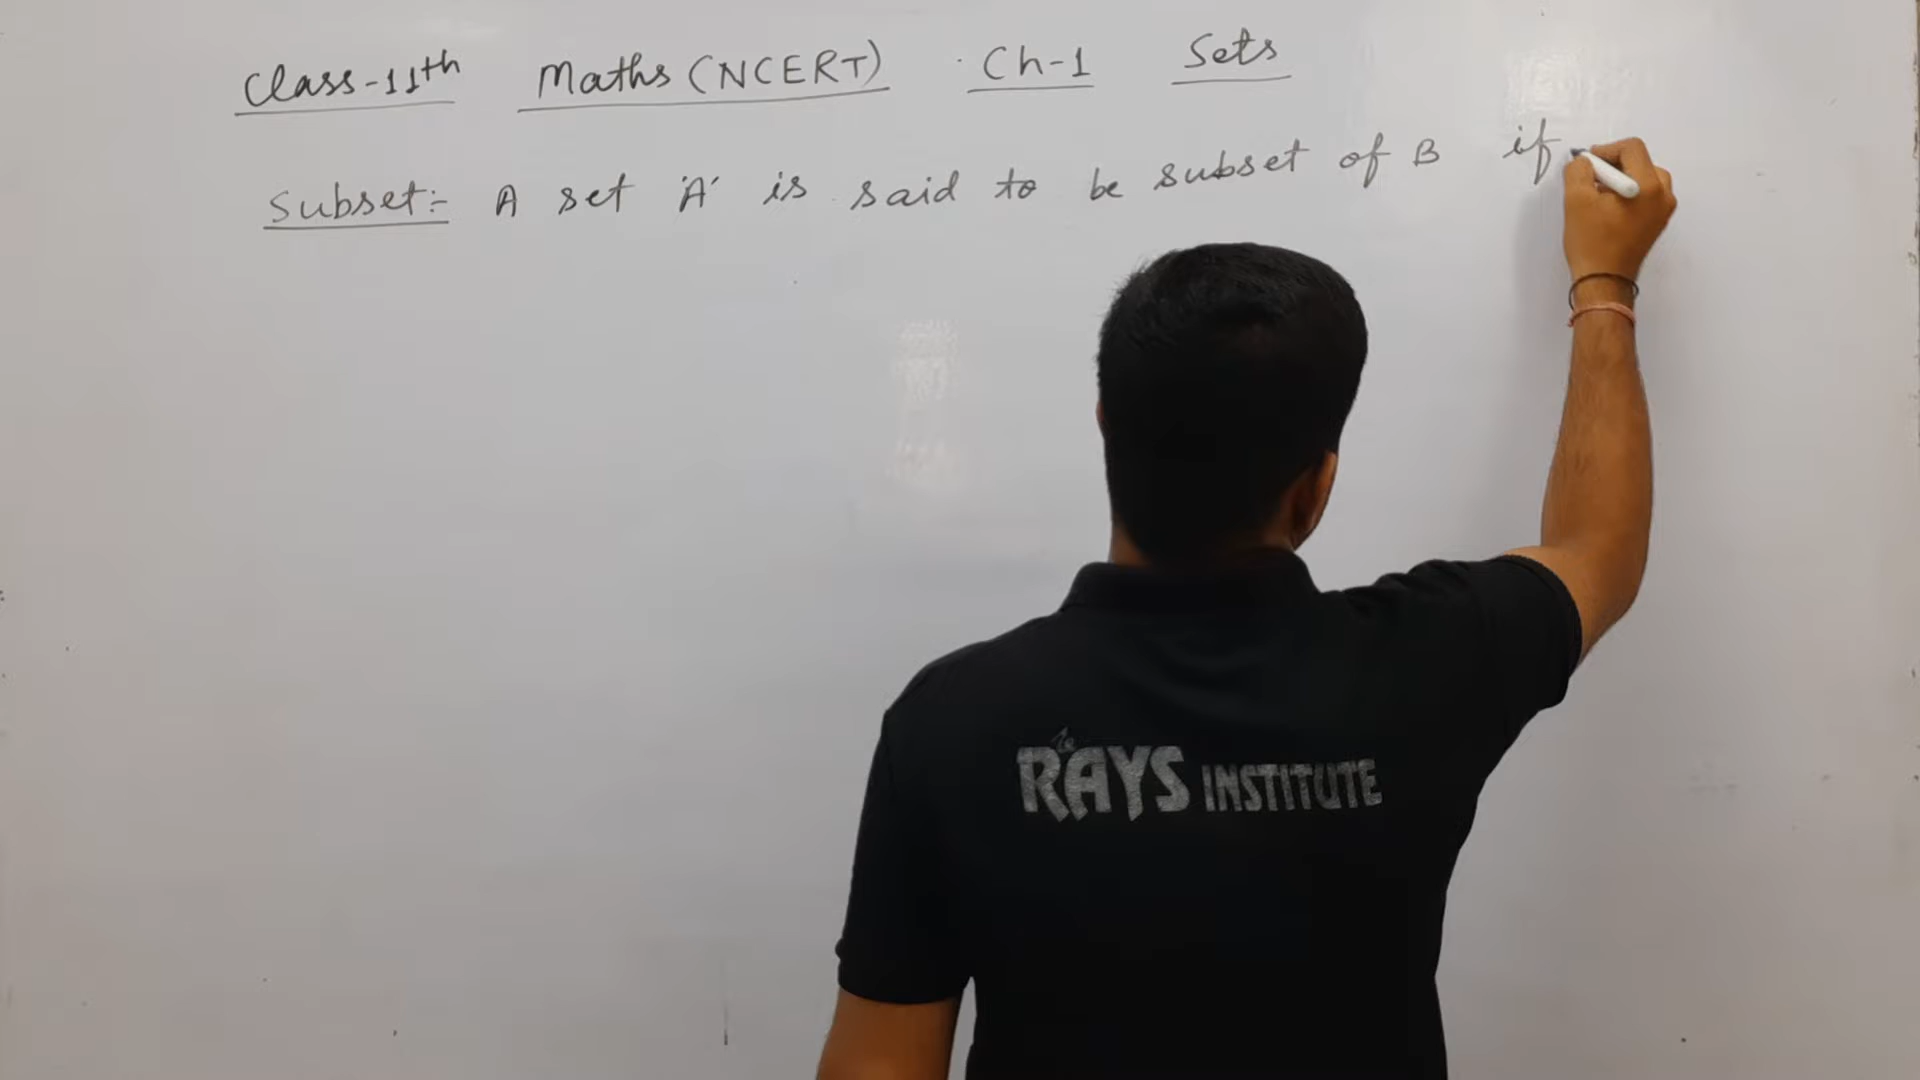 Class-11th Maths (NCERT) Ch-1 Sets
Subset:- A set 'A' is said to be subset of B if
RAYS INSTITUTE